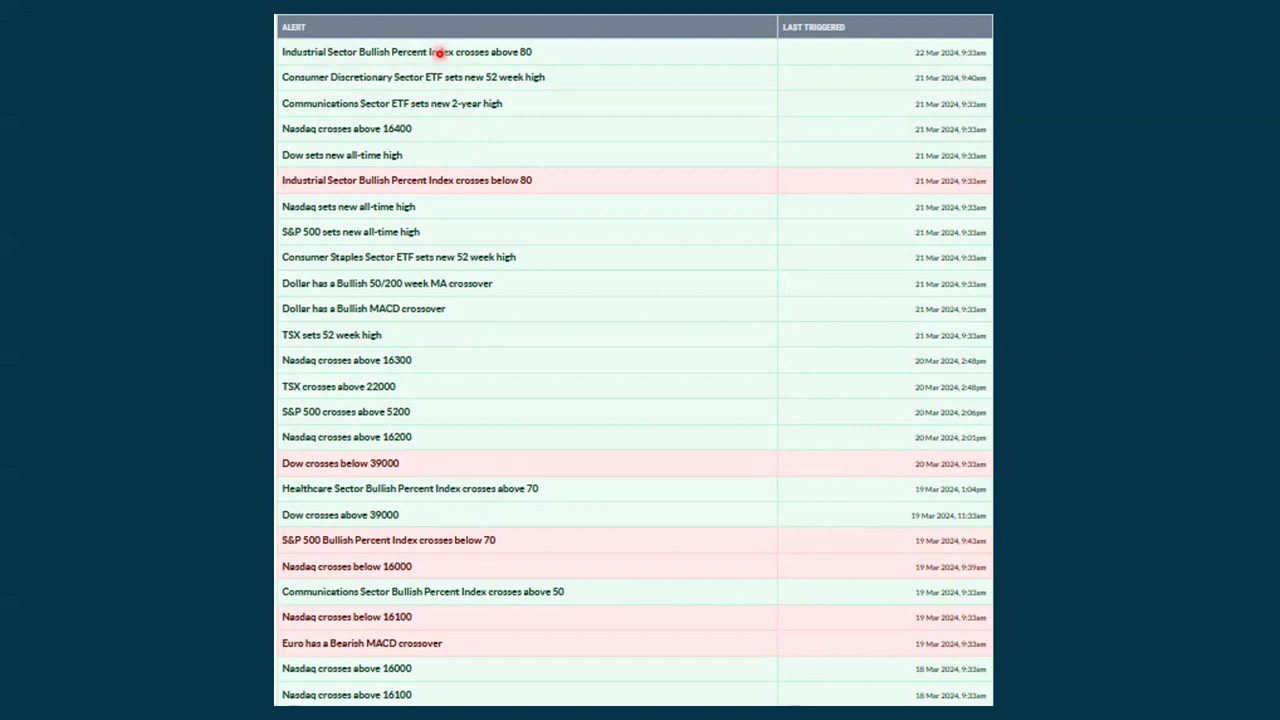 ALERT LAST TRIGGERED
Industrial Sector Bullish Percent Index crosses above 80 22 Mar 2024, 9:33am
Consumer Discretionary Sector ETF sets new 52 week high 21 Mar 2024, 9:40am
Communications Sector ETF sets new 2-year high 21 Mar 2024, 9:33am
Nasdaq crosses above 16400 21 Mar 2024, 9:33am
Dow sets new all-time high 21 Mar 2024, 9:33am
Industrial Sector Bullish Percent Index crosses below 80 21 Mar 2024, 9:33am
Nasdaq sets new all-time high 21 Mar 2024, 9:33am
S&P 500 sets new all-time high 21 Mar 2024, 9:33am
Consumer Staples Sector ETF sets new 52 week high 21 Mar 2024, 9:33am
Dollar has a Bullish 50/200 week MA crossover 21 Mar 2024, 9:33am
Dollar has a Bullish MACD crossover 21 Mar 2024, 9:33am
TSX sets 52 week high 21 Mar 2024, 9:33am
Nasdaq crosses above 16300 20 Mar 2024, 2:48pm
TSX crosses above 22000 20 Mar 2024, 2:48pm
S&P 500 crosses above 5200 20 Mar 2024, 2:06pm
Nasdaq crosses above 16200 20 Mar 2024, 2:01pm
Dow crosses below 39000 20 Mar 2024, 9:33am
Healthcare Sector Bullish Percent Index crosses above 70 19 Mar 2024, 1:04pm
Dow crosses above 39000 19 Mar 2024, 11:33am
S&P 500 Bullish Percent Index crosses below 70 19 Mar 2024, 9:43am
Nasdaq crosses below 16000 19 Mar 2024, 9:39am
Communications Sector Bullish Percent Index crosses above 50 19 Mar 2024, 9:33am
Nasdaq crosses below 16100 19 Mar 2024, 9:33am
Euro has a Bearish MACD crossover 19 Mar 2024, 9:33am
Nasdaq crosses above 16000 18 Mar 2024, 9:33am
Nasdaq crosses above 16100 18 Mar 2024, 9:33am